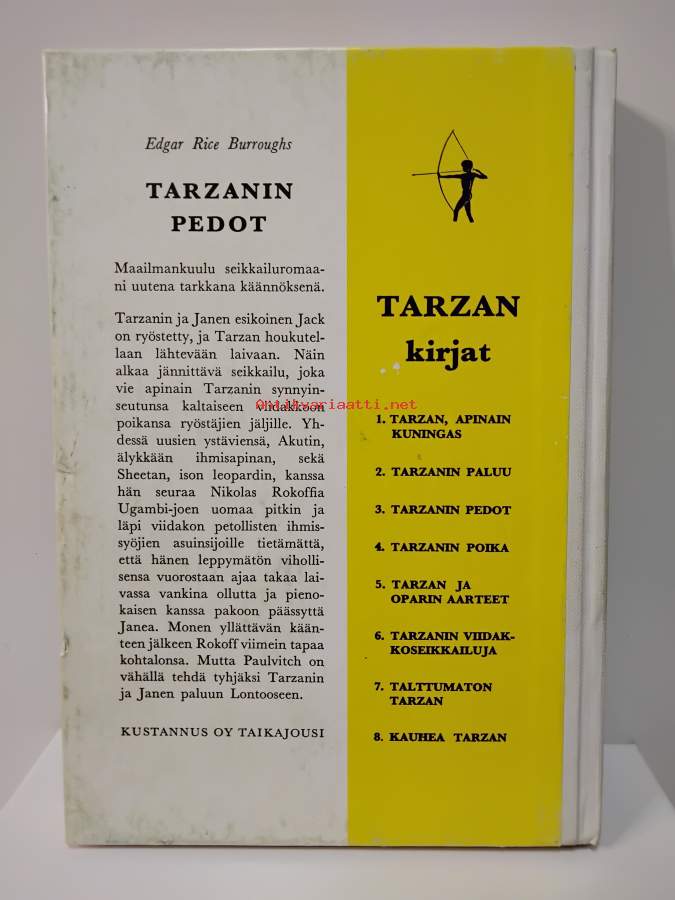 Edgar Rice Burroughs
TARZANIN
PEDOT
Maailmankuulu seikkailuromaa-
ni uutena tarkkana käännöksenä.
Tarzanin ja Janen esikoinen Jack
on ryöstetty, ja Tarzan houkutel-
laan lähtevään laivaan. Näin
alkaa jännittävä seikkailu, joka
vie apinain Tarzanin synnyin-
seutunsa kaltaiseen viidakkoon
poikansa ryöstäjien jäljille. Yh-
dessä uusien ystäviensä, Akutin,
älykkään ihmisapinan, sekä
Sheetan, ison leopardin, kanssa
hän seuraa Nikolas Rokoffia
Ugambi-joen uomaa pitkin ja
läpi viidakon petollisten ihmis-
syöjien asuinsijoille tietämättä,
että hänen leppymätön viholli-
sensa vuorostaan ajaa takaa lai-
vassa vankina ollutta ja pieno-
kaisen kanssa pakoon päässyttä
Janea. Monen yllättävän kään-
teen jälkeen Rokoff viimein tapaa
kohtalonsa. Mutta Paulvitch on
vähällä tehdä tyhjäksi Tarzanin
ja Janen paluun Lontooseen.
KUSTANNUS OY TAIKAJOUSI
TARZAN
kirjat
1. TARZAN, APINAIN
KUNINGAS
2. TARZANIN PALUU
3. TARZANIN PEDOT
4. TARZANIN POIKA
5. TARZAN JA
OPARIN AARTEET
6. TARZANIN VIIDAK-
KOSEIKKAILUJA
7. TALTTUMATON
TARZAN
8. KAUHEA TARZAN
Antikvariaatti.net